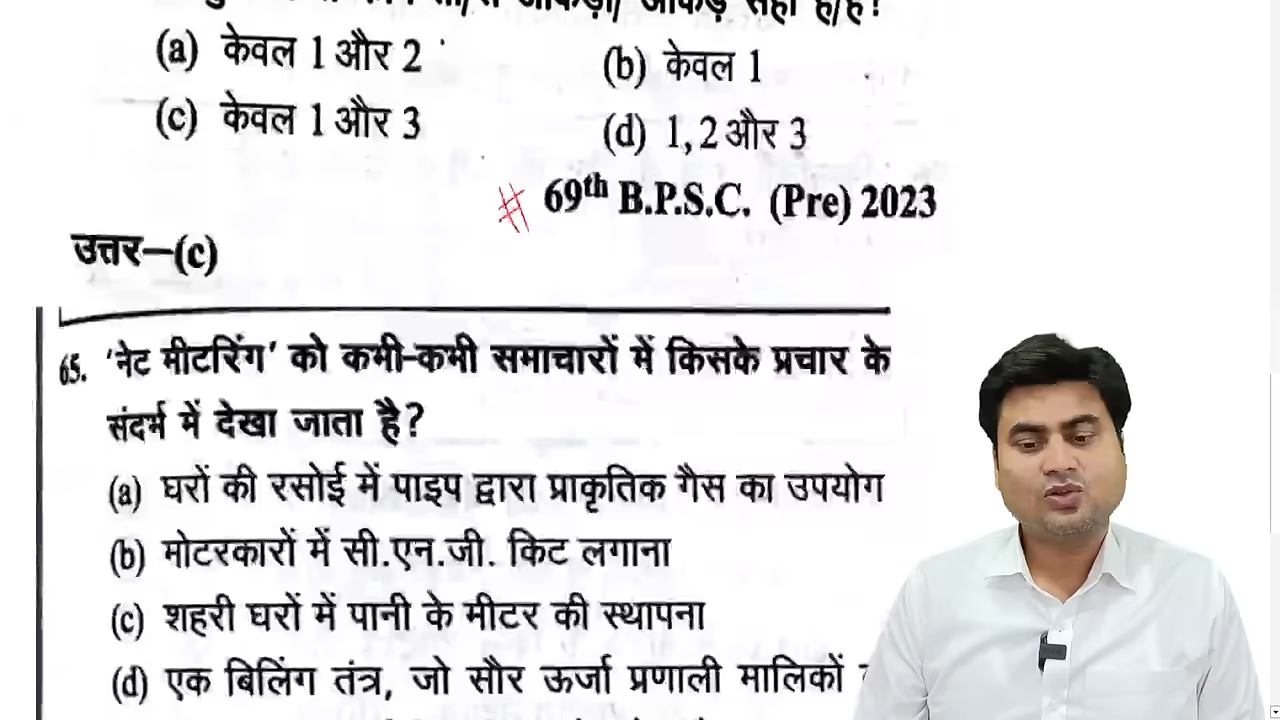 (a) केवल 1 और 2
(b) केवल 1
(c) केवल 1 और 3
(d) 1, 2 और 3
# 69th B.P.S.C. (Pre) 2023
उत्तर–(c)
65. 'नेट मीटरिंग' को कभी-कभी समाचारों में किसके प्रचार के
संदर्भ में देखा जाता है?
(a) घरों की रसोई में पाइप द्वारा प्राकृतिक गैस का उपयोग
(b) मोटरकारों में सी.एन.जी. किट लगाना
(c) शहरी घरों में पानी के मीटर की स्थापना
(d) एक बिलिंग तंत्र, जो सौर ऊर्जा प्रणाली मालिकों